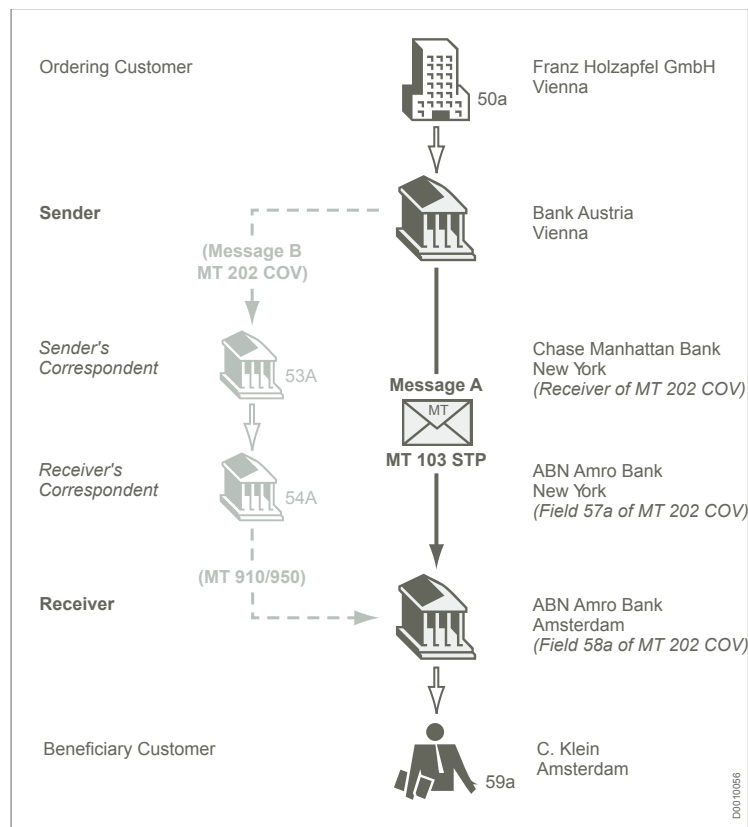 Ordering Customer
50a
Franz Holzapfel GmbH
Vienna
Sender
Bank Austria
Vienna
(Message B
MT 202 COV)
Sender's
Correspondent
53A
Chase Manhattan Bank
New York
(Receiver of MT 202 COV)
Message A
MT
MT 103 STP
Receiver's
Correspondent
54A
ABN Amro Bank
New York
(Field 57a of MT 202 COV)
(MT 910/950)
Receiver
ABN Amro Bank
Amsterdam
(Field 58a of MT 202 COV)
Beneficiary Customer
59a
C. Klein
Amsterdam
D0010056